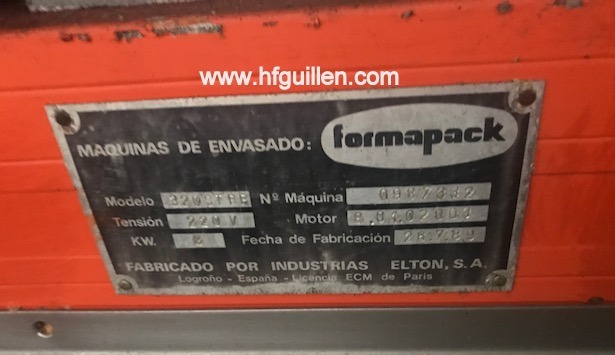 www.hfguillen.com
MAQUINAS DE ENVASADO: formapack
Modelo Nº Máquina
Tensión 220 V Motor
KW. Fecha de Fabricación
FABRICADO POR INDUSTRIAS ELTON, S.A.
Logroño - España - Licencia ECM de Paris